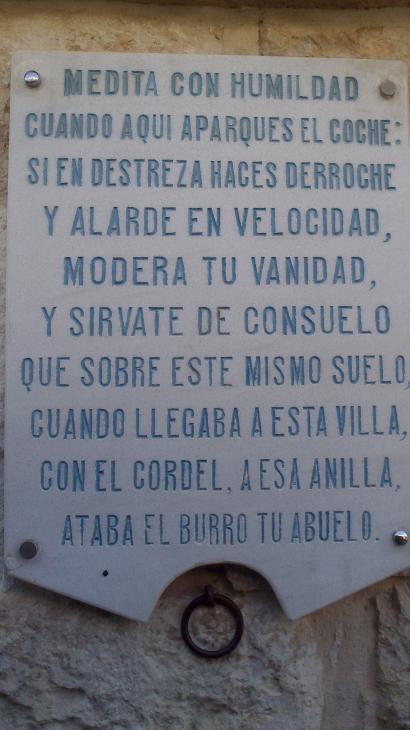 MEDITA CON HUMILDAD
CUANDO AQUI APARQUES EL COCHE:
SI EN DESTREZA HACES DERROCHE
Y ALARDE EN VELOCIDAD,
MODERA TU VANIDAD,
Y SIRVATE DE CONSUELO
QUE SOBRE ESTE MISMO SUELO,
CUANDO LLEGABA A ESTA VILLA,
CON EL CORDEL, A ESA ANILLA,
ATABA EL BURRO TU ABUELO.